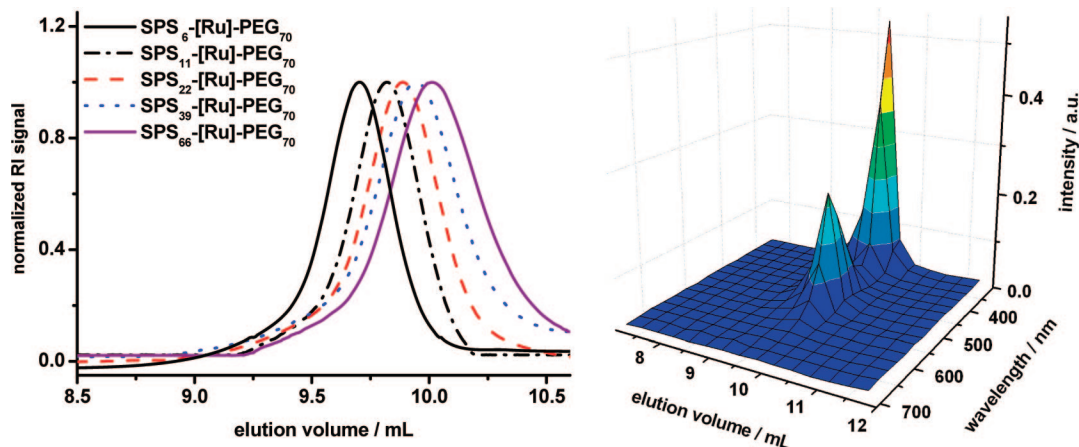 1.2
0.8
0.4
0.0
normalized RI signal
SPS₆-[Ru]-PEG₇₀
SPS₁₁-[Ru]-PEG₇₀
SPS₂₂-[Ru]-PEG₇₀
SPS₃₉-[Ru]-PEG₇₀
SPS₆₆-[Ru]-PEG₇₀
8.5 9.0 9.5 10.0 10.5
elution volume / mL
0.4
0.2
0.0
intensity / a.u.
400
500
600
700
wavelength / nm
8 9 10 11 12
elution volume / mL